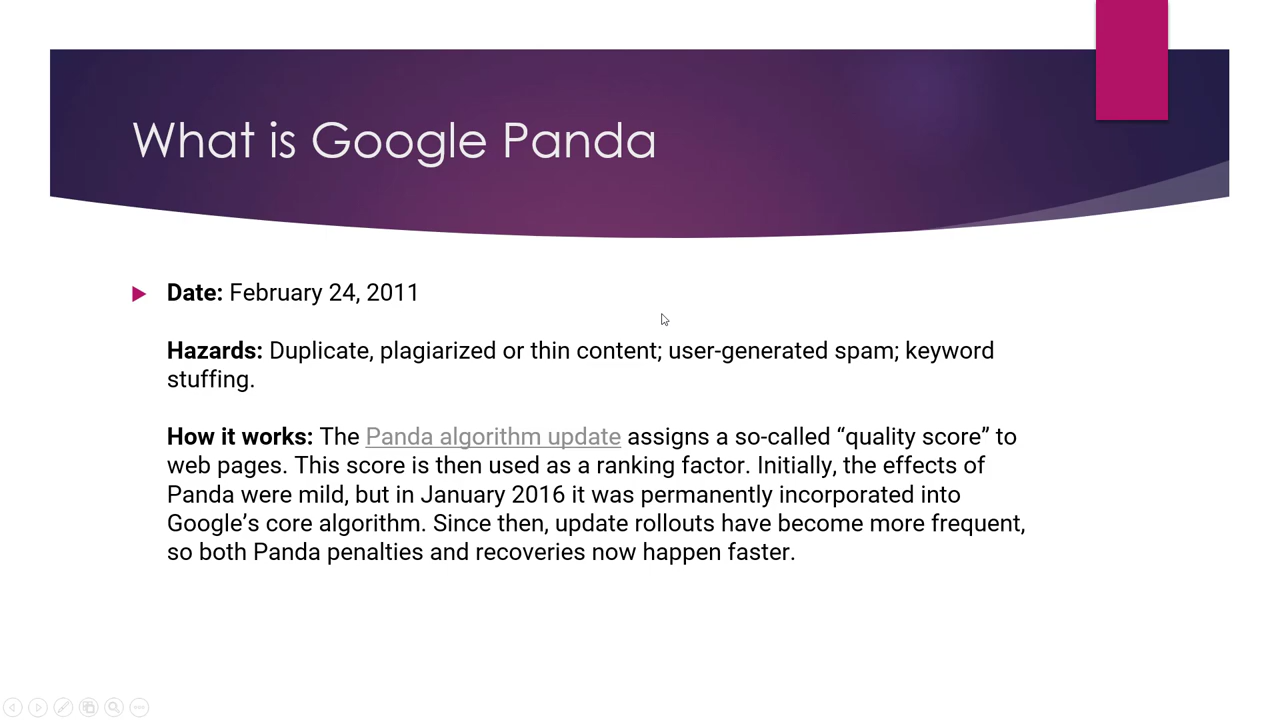 What is Google Panda
Date: February 24, 2011
Hazards: Duplicate, plagiarized or thin content; user-generated spam; keyword
stuffing.
How it works: The Panda algorithm update assigns a so-called “quality score” to
web pages. This score is then used as a ranking factor. Initially, the effects of
Panda were mild, but in January 2016 it was permanently incorporated into
Google’s core algorithm. Since then, update rollouts have become more frequent,
so both Panda penalties and recoveries now happen faster.